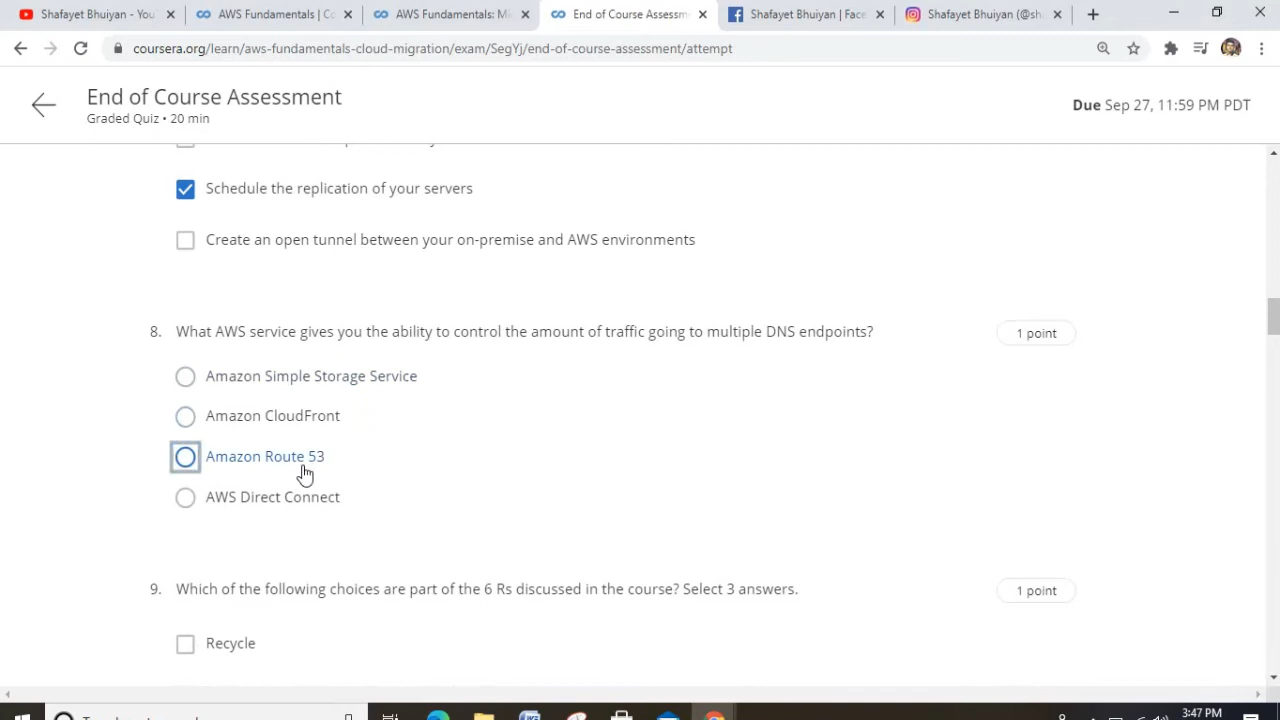 Shafayet Bhuiyan - You
AWS Fundamentals | Co
AWS Fundamentals: Mi
End of Course Assessm
Shafayet Bhuiyan | Face
Shafayet Bhuiyan (@sh
coursera.org/learn/aws-fundamentals-cloud-migration/exam/SegYj/end-of-course-assessment/attempt
End of Course Assessment
Graded Quiz • 20 min
Due Sep 27, 11:59 PM PDT
Schedule the replication of your servers
Create an open tunnel between your on-premise and AWS environments
8. What AWS service gives you the ability to control the amount of traffic going to multiple DNS endpoints?
1 point
Amazon Simple Storage Service
Amazon CloudFront
Amazon Route 53
AWS Direct Connect
9. Which of the following choices are part of the 6 Rs discussed in the course? Select 3 answers.
1 point
Recycle
3:47 PM